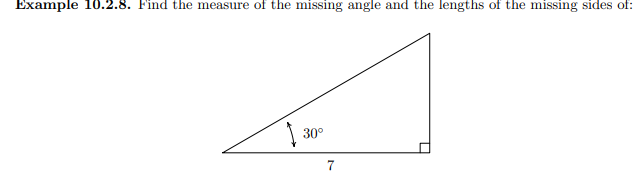 Example 10.2.8. Find the measure of the missing angle and the lengths of the missing sides of:
30°
7